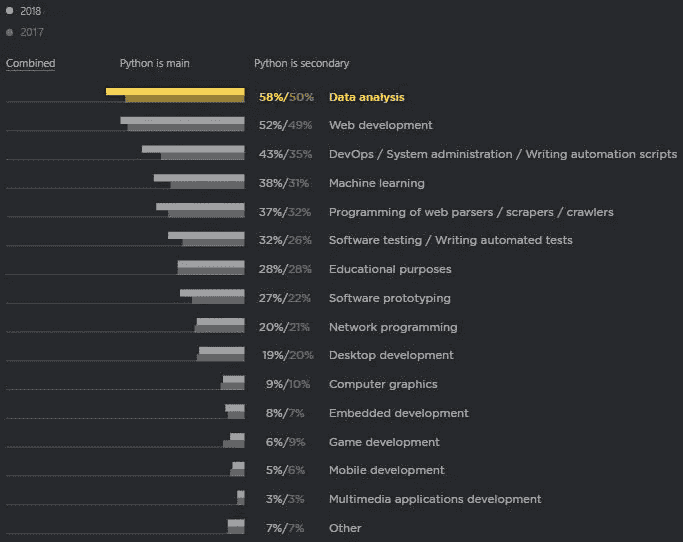 2018
2017
Combined Python is main Python is secondary
58%/50% Data analysis
52%/49% Web development
43%/35% DevOps / System administration / Writing automation scripts
38%/31% Machine learning
37%/32% Programming of web parsers / scrapers / crawlers
32%/26% Software testing / Writing automated tests
28%/28% Educational purposes
27%/22% Software prototyping
20%/21% Network programming
19%/20% Desktop development
9%/10% Computer graphics
8%/7% Embedded development
6%/9% Game development
5%/6% Mobile development
3%/3% Multimedia applications development
7%/7% Other